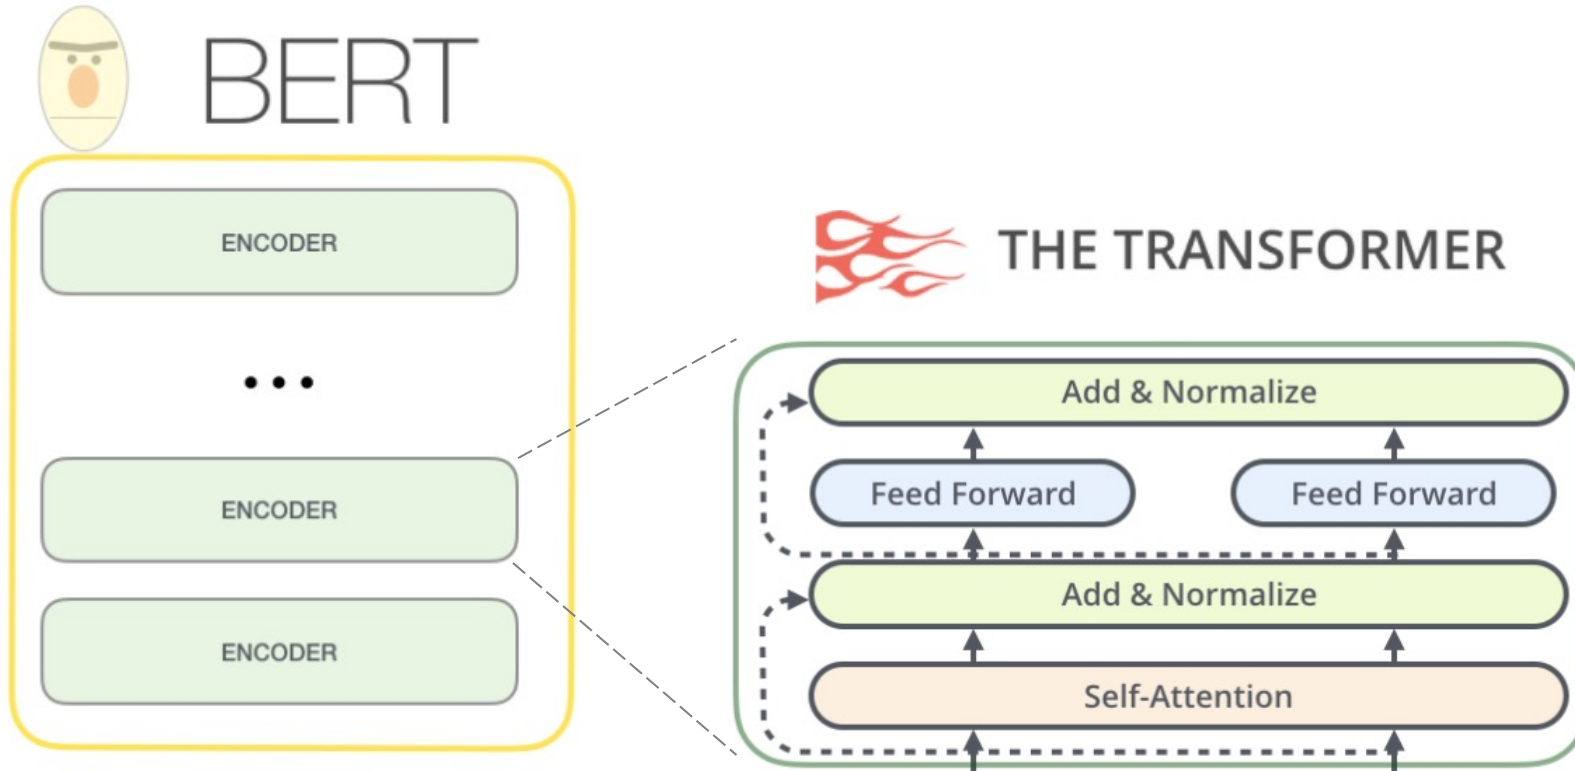 BERT
ENCODER
ENCODER
ENCODER
THE TRANSFORMER
Add & Normalize
Feed Forward Feed Forward
Add & Normalize
Self-Attention